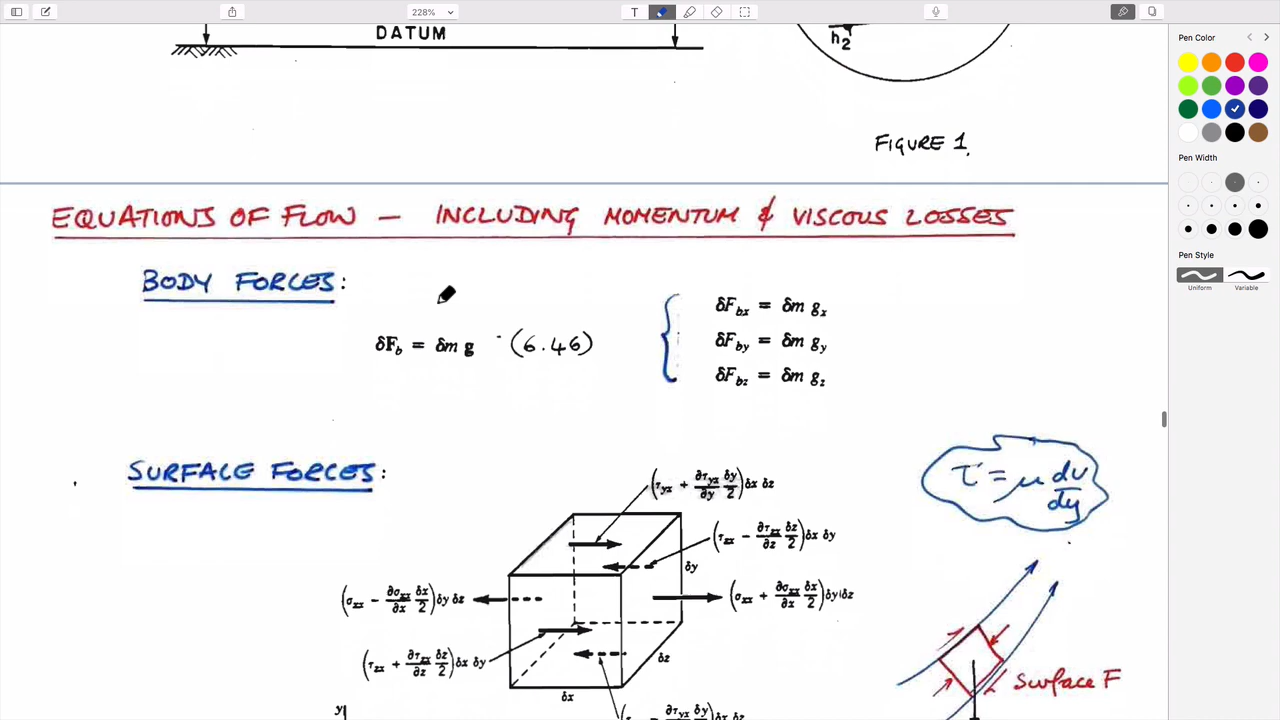 228%
T
DATUM
h₂
FIGURE 1.
EQUATIONS OF FLOW — INCLUDING MOMENTUM & VISCOUS LOSSES
BODY FORCES:
δF_b = δm g - (6.46)
δF_bx = δm g_x
δF_by = δm g_y
δF_bz = δm g_z
SURFACE FORCES:
τ = μ dv/dy
(τ_yx + ∂τ_yx/∂y δy/2)δx δz
(τ_zx − ∂τ_zx/∂z δz/2)δx δy
δy
(σ_xx − ∂σ_xx/∂x δx/2)δy δz
(σ_xx + ∂σ_xx/∂x δx/2)δy δz
(τ_zx + ∂τ_zx/∂z δz/2)δx δy
δz
δx
Surface F
y
Pen Color
Pen Width
Pen Style
Uniform
Variable